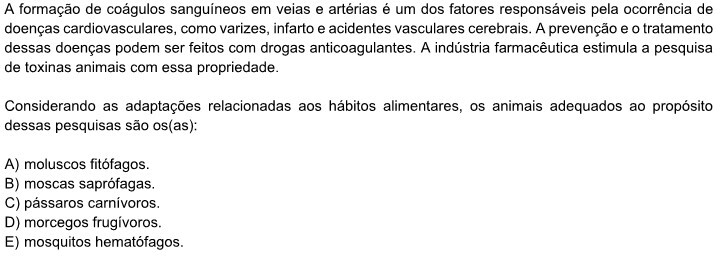 A formação de coágulos sanguíneos em veias e artérias é um dos fatores responsáveis pela ocorrência de
doenças cardiovasculares, como varizes, infarto e acidentes vasculares cerebrais. A prevenção e o tratamento
dessas doenças podem ser feitos com drogas anticoagulantes. A indústria farmacêutica estimula a pesquisa
de toxinas animais com essa propriedade.
Considerando as adaptações relacionadas aos hábitos alimentares, os animais adequados ao propósito
dessas pesquisas são os(as):
A) moluscos fitófagos.
B) moscas saprófagas.
C) pássaros carnívoros.
D) morcegos frugívoros.
E) mosquitos hematófagos.